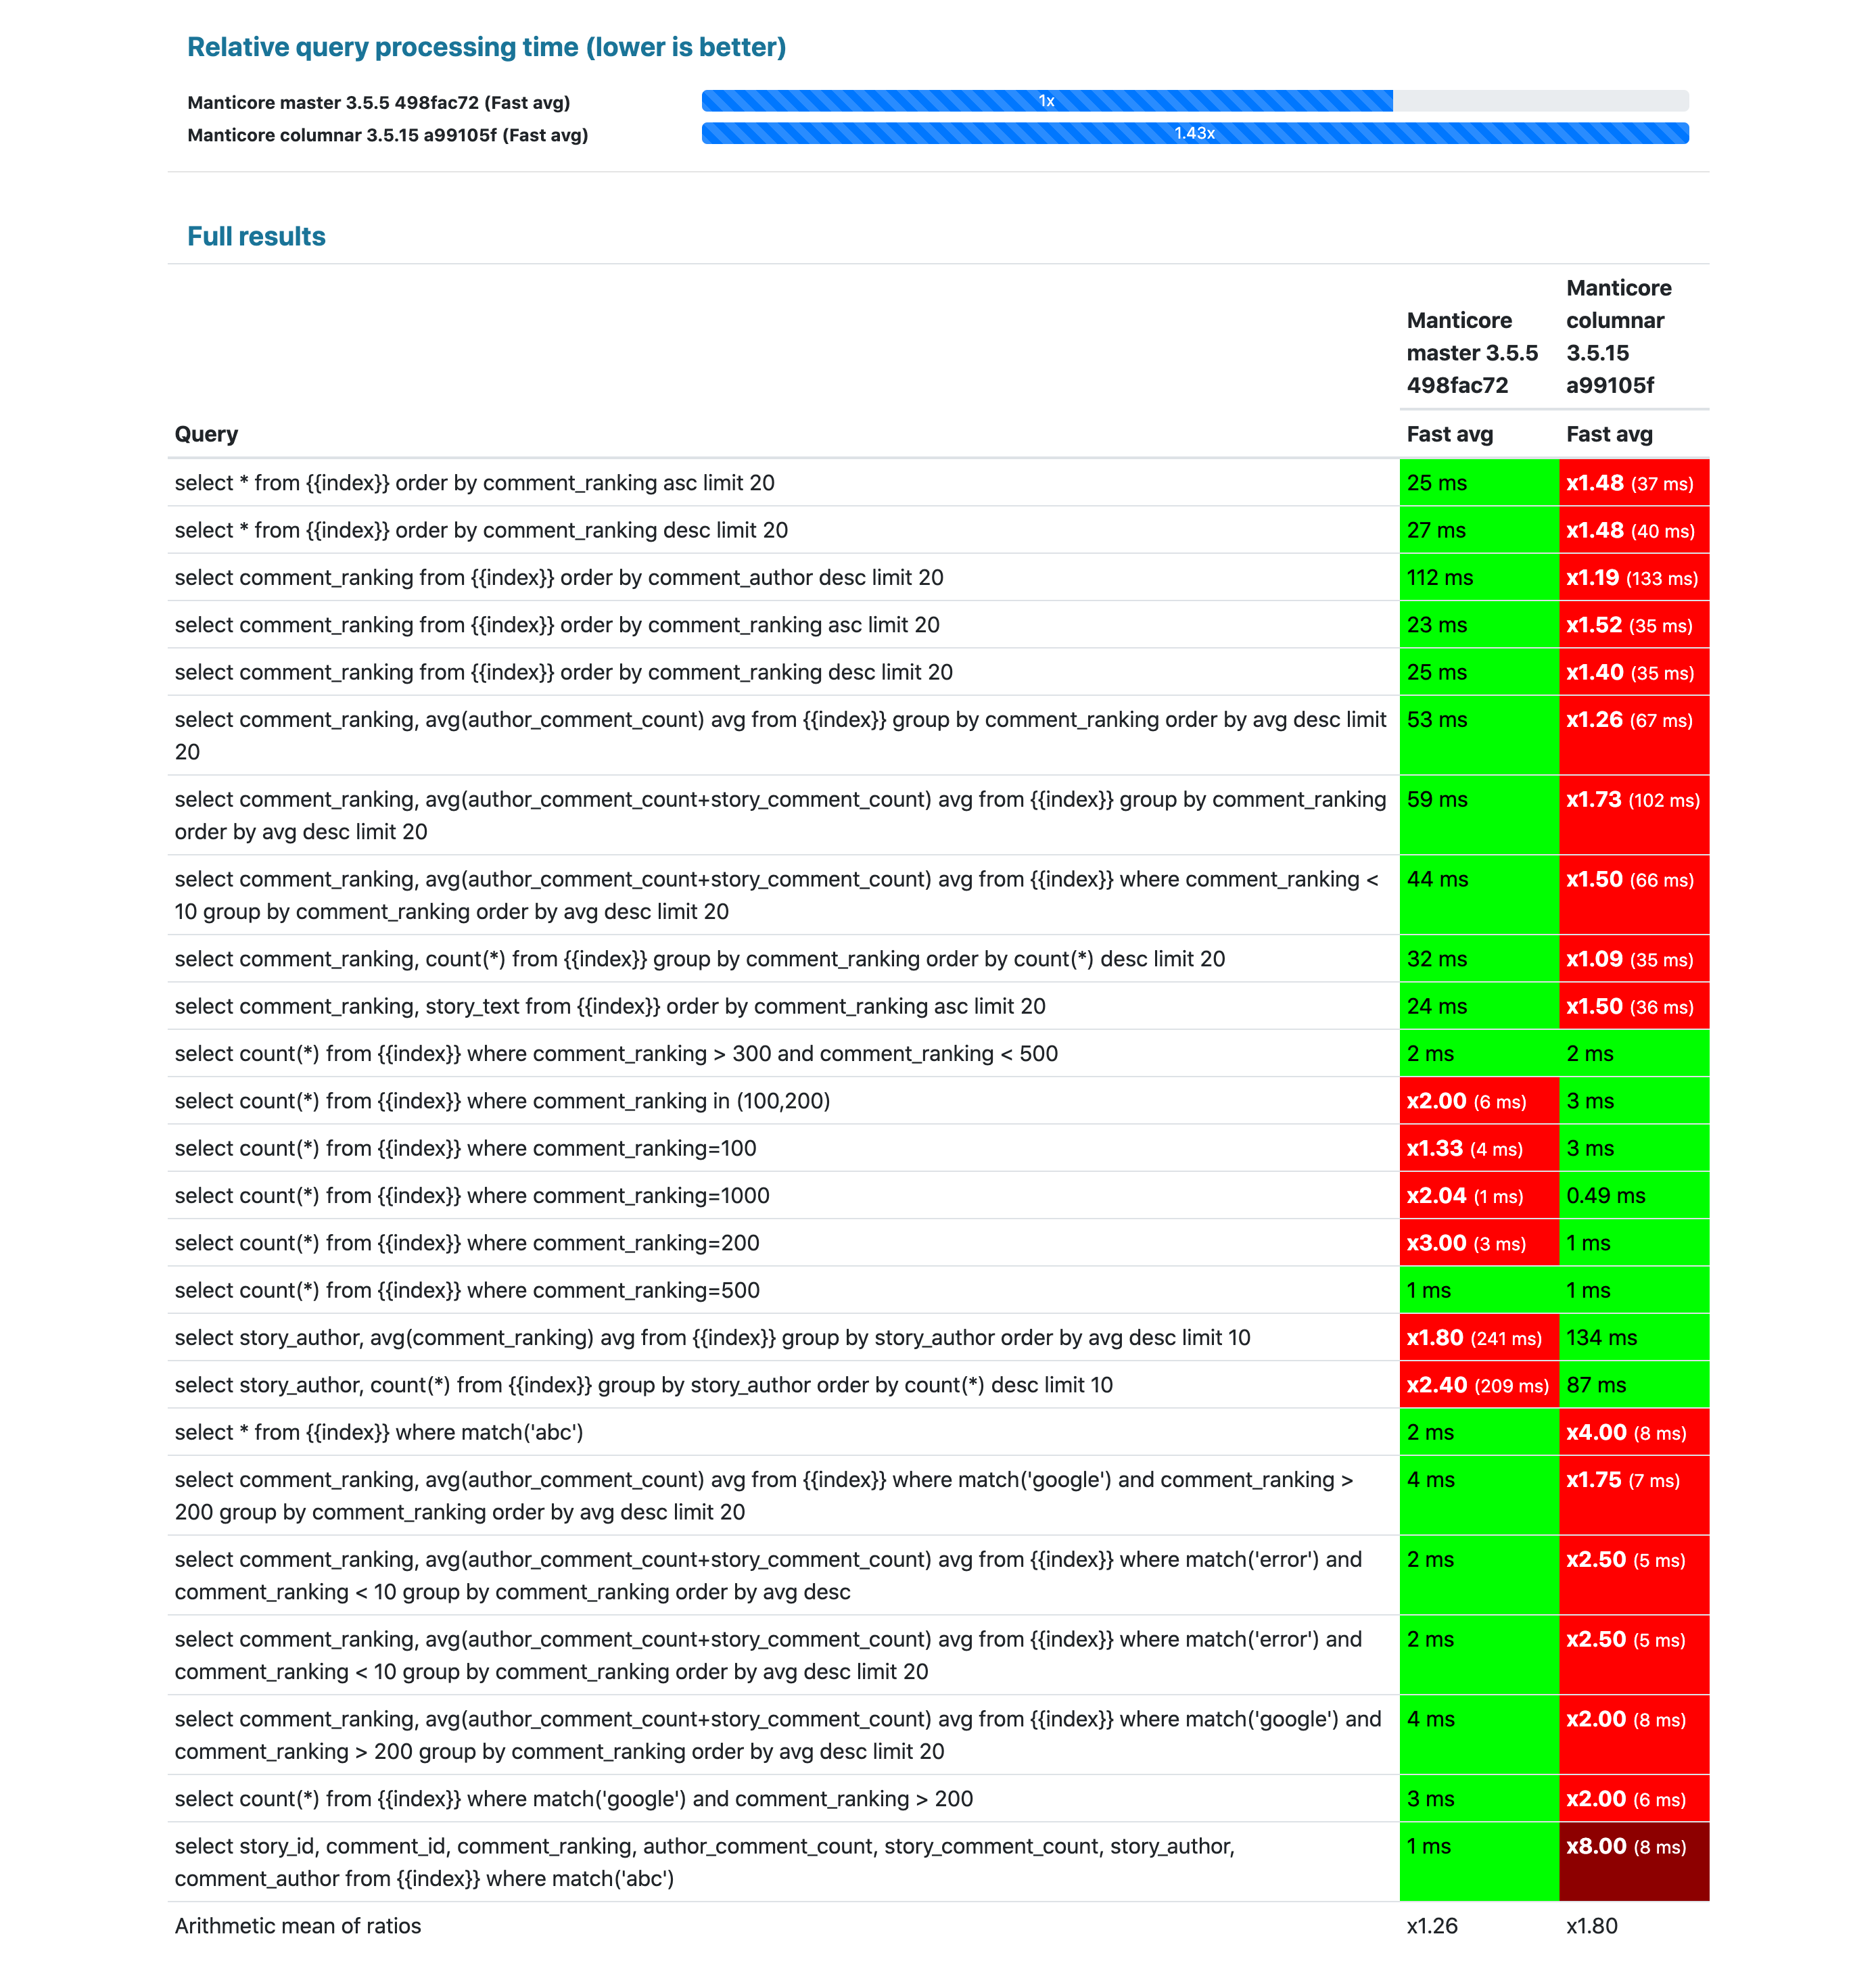 Relative query processing time (lower is better)
Manticore master 3.5.5 498fac72 (Fast avg)
1x
Manticore columnar 3.5.15 a99105f (Fast avg)
1.43x
Full results
Manticore master 3.5.5 498fac72
Manticore columnar 3.5.15 a99105f
Query Fast avg Fast avg
select * from {{index}} order by comment_ranking asc limit 20 25 ms x1.48 (37 ms)
select * from {{index}} order by comment_ranking desc limit 20 27 ms x1.48 (40 ms)
select comment_ranking from {{index}} order by comment_author desc limit 20 112 ms x1.19 (133 ms)
select comment_ranking from {{index}} order by comment_ranking asc limit 20 23 ms x1.52 (35 ms)
select comment_ranking from {{index}} order by comment_ranking desc limit 20 25 ms x1.40 (35 ms)
select comment_ranking, avg(author_comment_count) avg from {{index}} group by comment_ranking order by avg desc limit 53 ms x1.26 (67 ms)
20
select comment_ranking, avg(author_comment_count+story_comment_count) avg from {{index}} group by comment_ranking 59 ms x1.73 (102 ms)
order by avg desc limit 20
select comment_ranking, avg(author_comment_count+story_comment_count) avg from {{index}} where comment_ranking < 44 ms x1.50 (66 ms)
10 group by comment_ranking order by avg desc limit 20
select comment_ranking, count(*) from {{index}} group by comment_ranking order by count(*) desc limit 20 32 ms x1.09 (35 ms)
select comment_ranking, story_text from {{index}} order by comment_ranking asc limit 20 24 ms x1.50 (36 ms)
select count(*) from {{index}} where comment_ranking > 300 and comment_ranking < 500 2 ms 2 ms
select count(*) from {{index}} where comment_ranking in (100,200) x2.00 (6 ms) 3 ms
select count(*) from {{index}} where comment_ranking=100 x1.33 (4 ms) 3 ms
select count(*) from {{index}} where comment_ranking=1000 x2.04 (1 ms) 0.49 ms
select count(*) from {{index}} where comment_ranking=200 x3.00 (3 ms) 1 ms
select count(*) from {{index}} where comment_ranking=500 1 ms 1 ms
select story_author, avg(comment_ranking) avg from {{index}} group by story_author order by avg desc limit 10 x1.80 (241 ms) 134 ms
select story_author, count(*) from {{index}} group by story_author order by count(*) desc limit 10 x2.40 (209 ms) 87 ms
select * from {{index}} where match('abc') 2 ms x4.00 (8 ms)
select comment_ranking, avg(author_comment_count) avg from {{index}} where match('google') and comment_ranking > 4 ms x1.75 (7 ms)
200 group by comment_ranking order by avg desc limit 20
select comment_ranking, avg(author_comment_count+story_comment_count) avg from {{index}} where match('error') and 2 ms x2.50 (5 ms)
comment_ranking < 10 group by comment_ranking order by avg desc
select comment_ranking, avg(author_comment_count+story_comment_count) avg from {{index}} where match('error') and 2 ms x2.50 (5 ms)
comment_ranking < 10 group by comment_ranking order by avg desc limit 20
select comment_ranking, avg(author_comment_count+story_comment_count) avg from {{index}} where match('google') and 4 ms x2.00 (8 ms)
comment_ranking > 200 group by comment_ranking order by avg desc limit 20
select count(*) from {{index}} where match('google') and comment_ranking > 200 3 ms x2.00 (6 ms)
select story_id, comment_id, comment_ranking, author_comment_count, story_comment_count, story_author, 1 ms x8.00 (8 ms)
comment_author from {{index}} where match('abc')
Arithmetic mean of ratios x1.26 x1.80